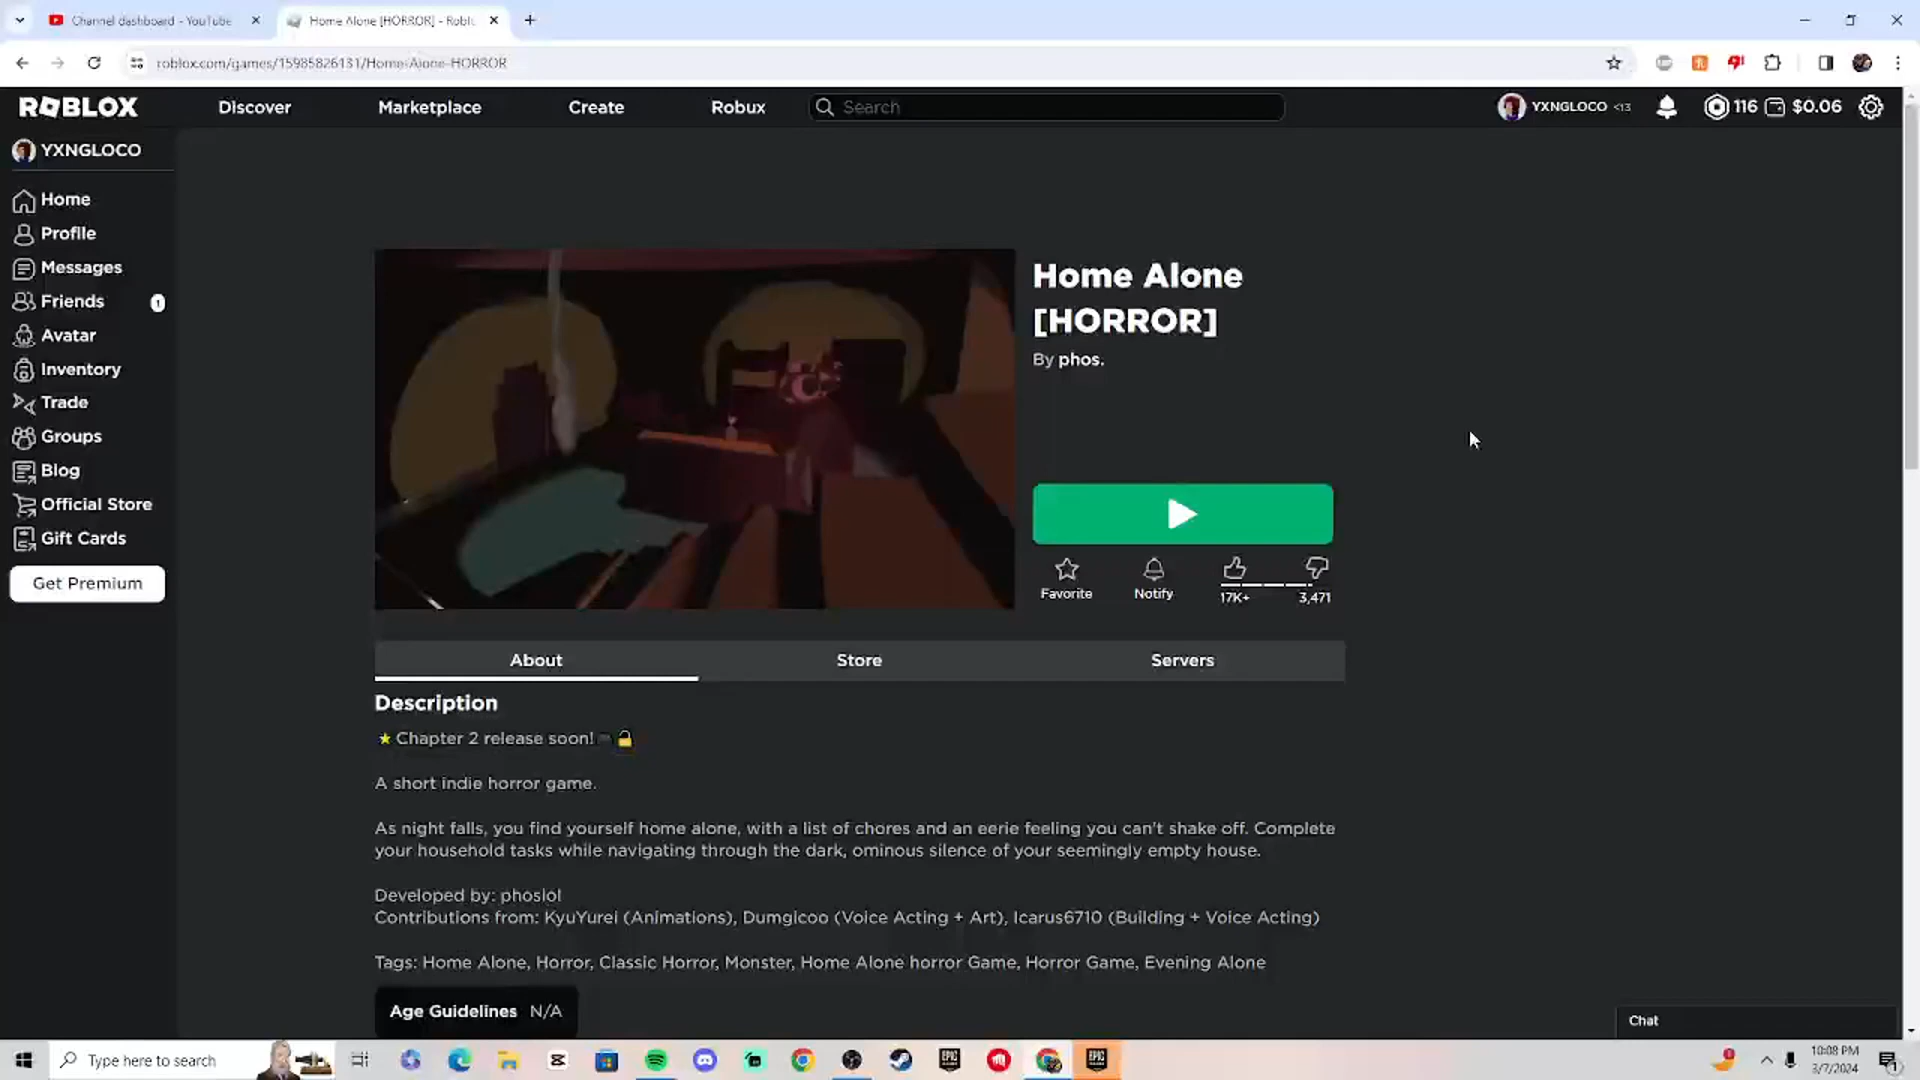 Channel dashboard - YouTube
Home Alone [HORROR] - Roblo
roblox.com/games/15985826131/Home-Alone-HORROR
ROBLOX
Discover
Marketplace
Create
Robux
Search
YXNGLOCO <13
116
$0.06
YXNGLOCO
Home
Profile
Messages
Friends
1
Avatar
Inventory
Trade
Groups
Blog
Official Store
Gift Cards
Get Premium
Home Alone
[HORROR]
By phos.
Favorite
Notify
17K+
3,471
About
Store
Servers
Description
Chapter 2 release soon!
A short indie horror game.
As night falls, you find yourself home alone, with a list of chores and an eerie feeling you can't shake off. Complete
your household tasks while navigating through the dark, ominous silence of your seemingly empty house.
Developed by: phoslol
Contributions from: KyuYurei (Animations), Dumgicoo (Voice Acting + Art), Icarus6710 (Building + Voice Acting)
Tags: Home Alone, Horror, Classic Horror, Monster, Home Alone horror Game, Horror Game, Evening Alone
Age Guidelines N/A
Chat
Type here to search
EPIC
EPIC
10:08 PM
3/7/2024